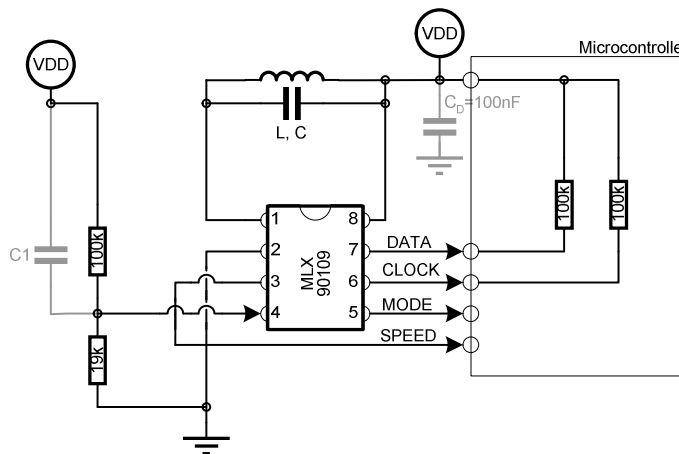 VDD
VDD
Microcontrolle
C_D=100nF
L, C
C1
100k
19k
1
2
3
4
MLX
90109
8
7
6
5
DATA
CLOCK
MODE
SPEED
100k
100k